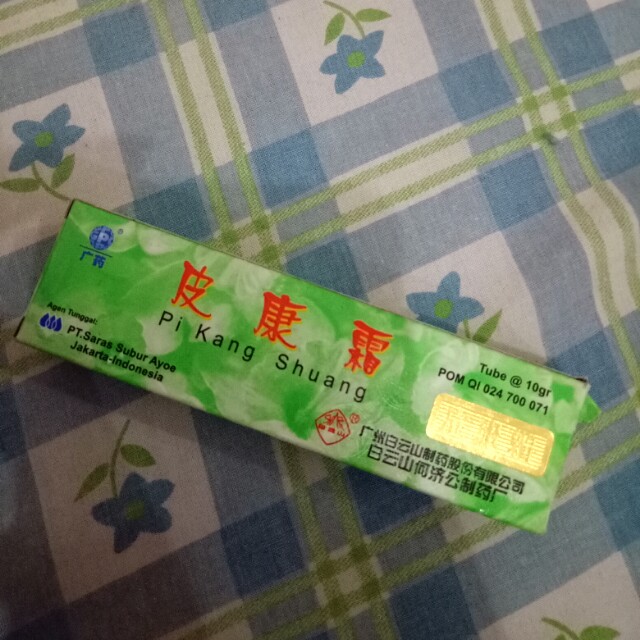 广药
皮康霜
Pi Kang Shuang
Agen Tunggal:
PT.Saras Subur Ayoe
Jakarta-Indonesia
Tube @ 10gr
POM QI 024 700 071
®
广州白云山制药股份有限公司
白云山何济公制药厂